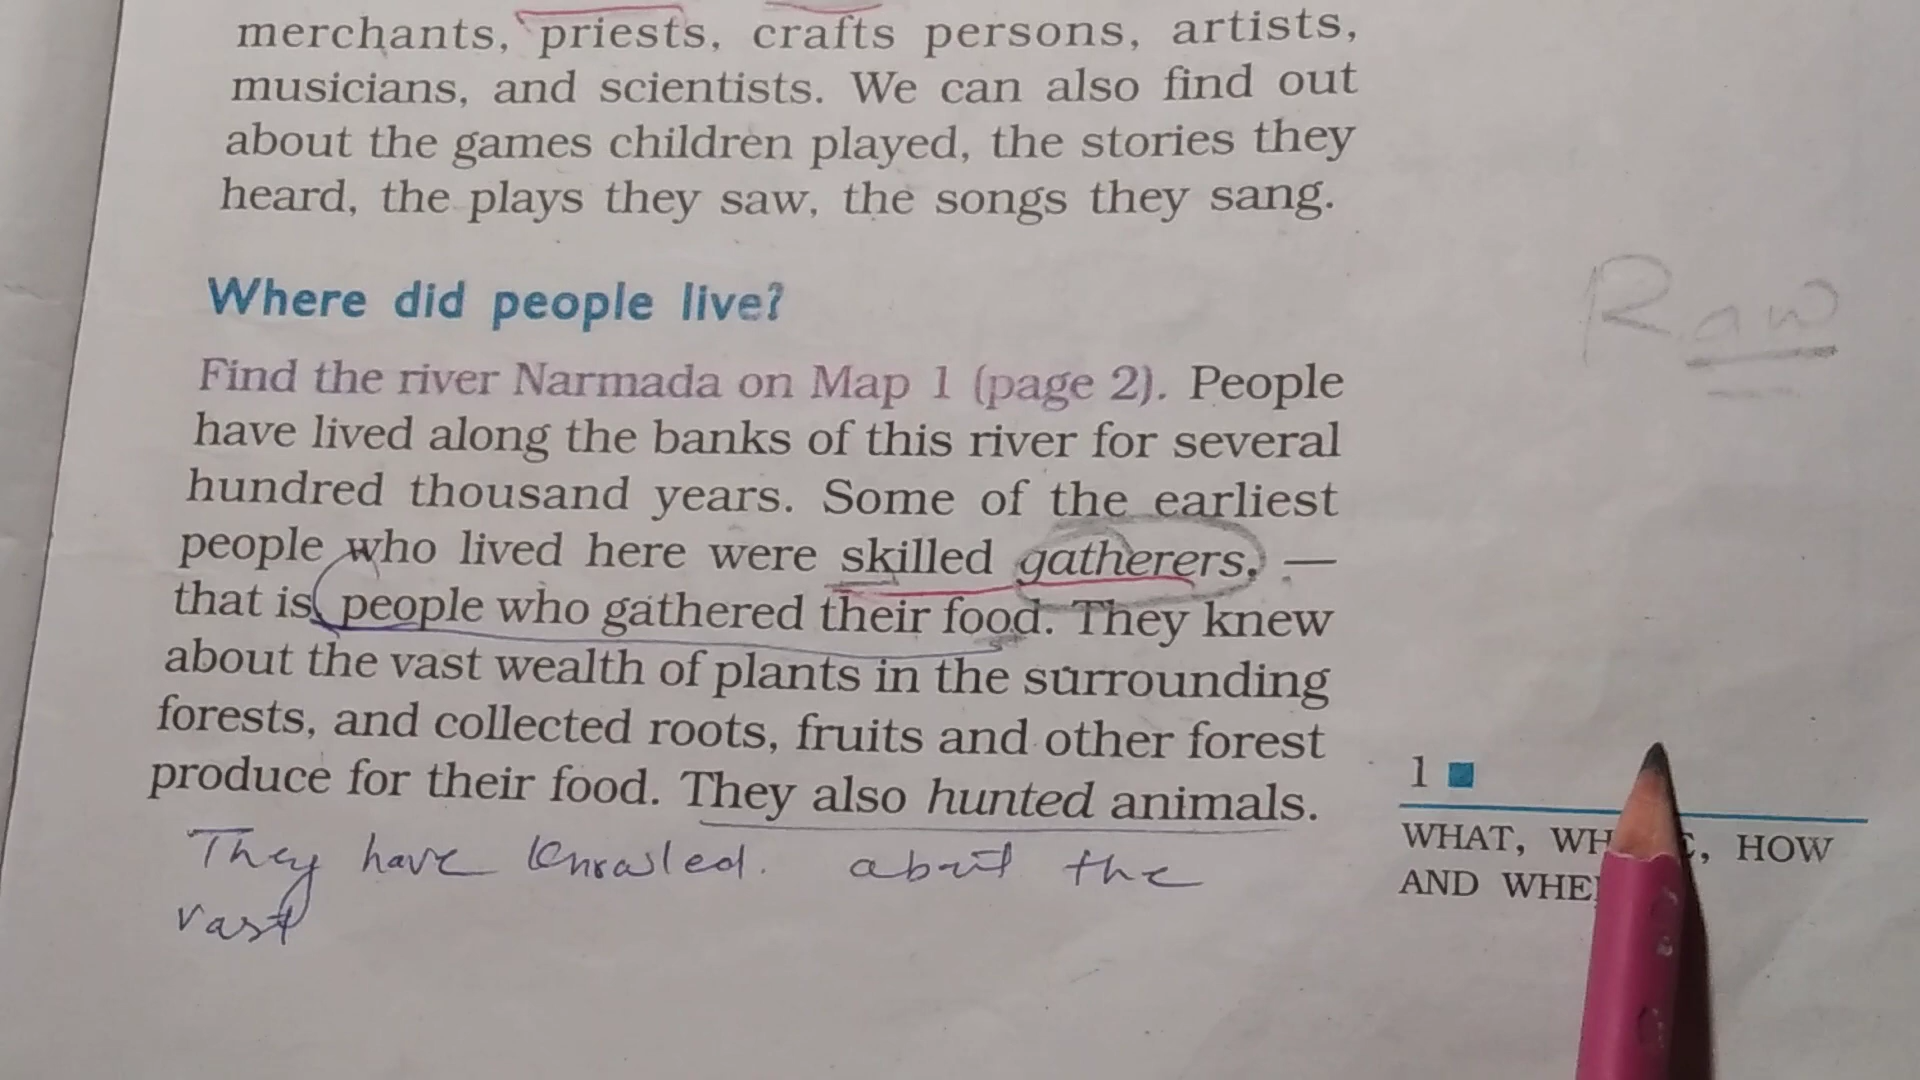 merchants, priests, crafts persons, artists,
musicians, and scientists. We can also find out
about the games children played, the stories they
heard, the plays they saw, the songs they sang.
Where did people live?
Raw
Find the river Narmada on Map 1 (page 2). People
have lived along the banks of this river for several
hundred thousand years. Some of the earliest
people who lived here were skilled gatherers, —
that is, people who gathered their food. They knew
about the vast wealth of plants in the surrounding
forests, and collected roots, fruits and other forest
produce for their food. They also hunted animals.
They have about the
vast
1
WHAT, HOW
AND